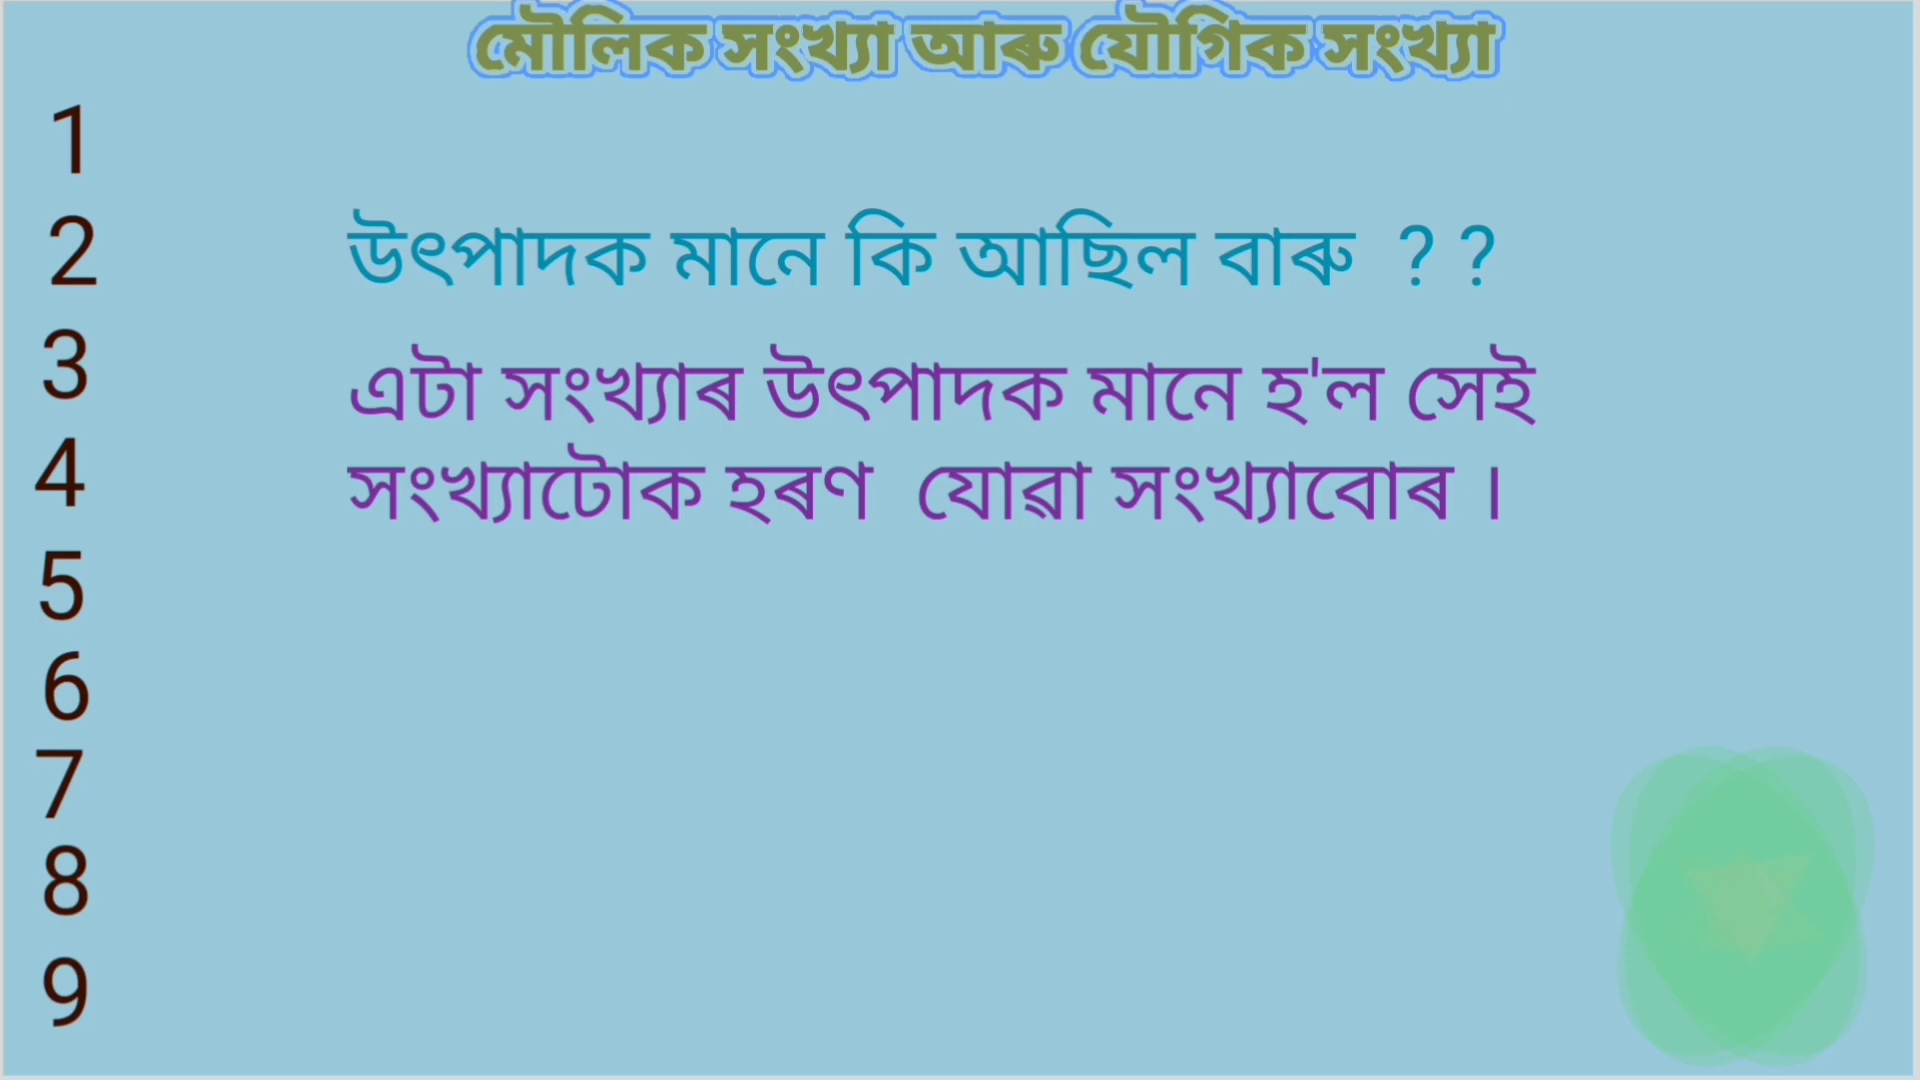 মৌলিক সংখ্যা আৰু যৌগিক সংখ্যা
1
2
উৎপাদক মানে কি আছিল বাৰু ? ?
3
এটা সংখ্যাৰ উৎপাদক মানে হ'ল সেই
4
সংখ্যাটোক হৰণ যোৱা সংখ্যাবোৰ ।
5
6
7
8
9